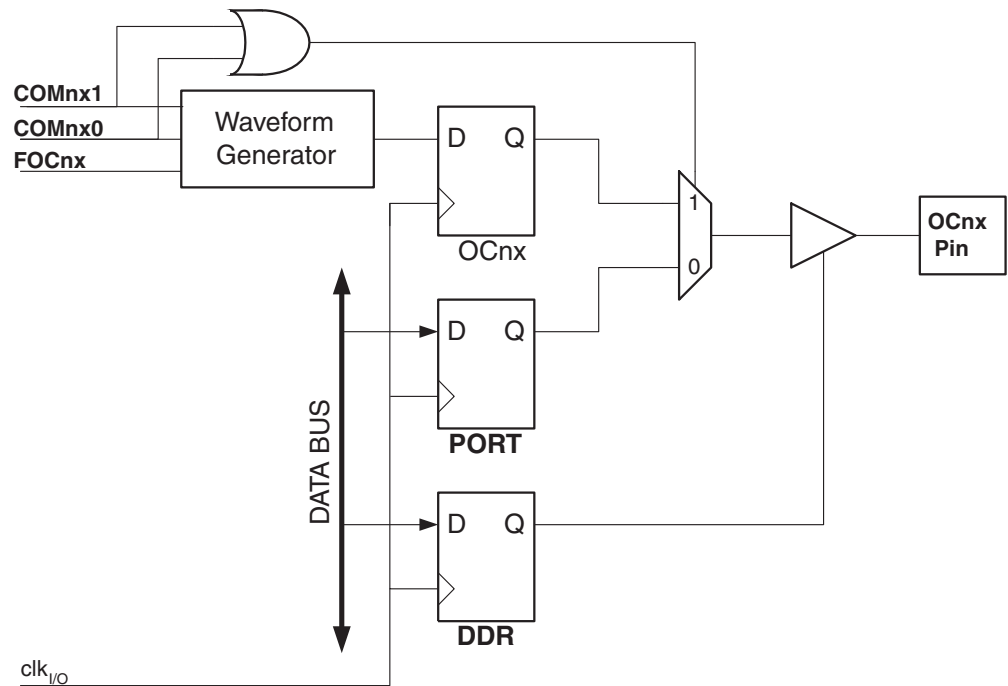 COMnx1
COMnx0
FOCnx
Waveform
Generator
D Q
OCnx
1
0
OCnx
Pin
D Q
PORT
DATA BUS
D Q
DDR
clkI/O